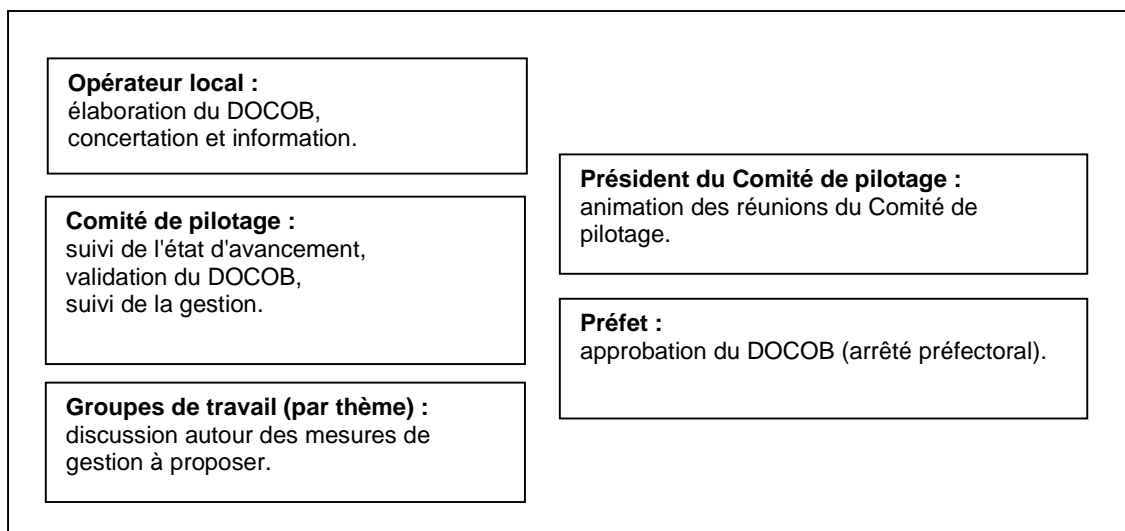 Opérateur local :
élaboration du DOCOB,
concertation et information.
Comité de pilotage :
suivi de l'état d'avancement,
validation du DOCOB,
suivi de la gestion.
Groupes de travail (par thème) :
discussion autour des mesures de
gestion à proposer.
Président du Comité de pilotage :
animation des réunions du Comité de
pilotage.
Préfet :
approbation du DOCOB (arrêté préfectoral).